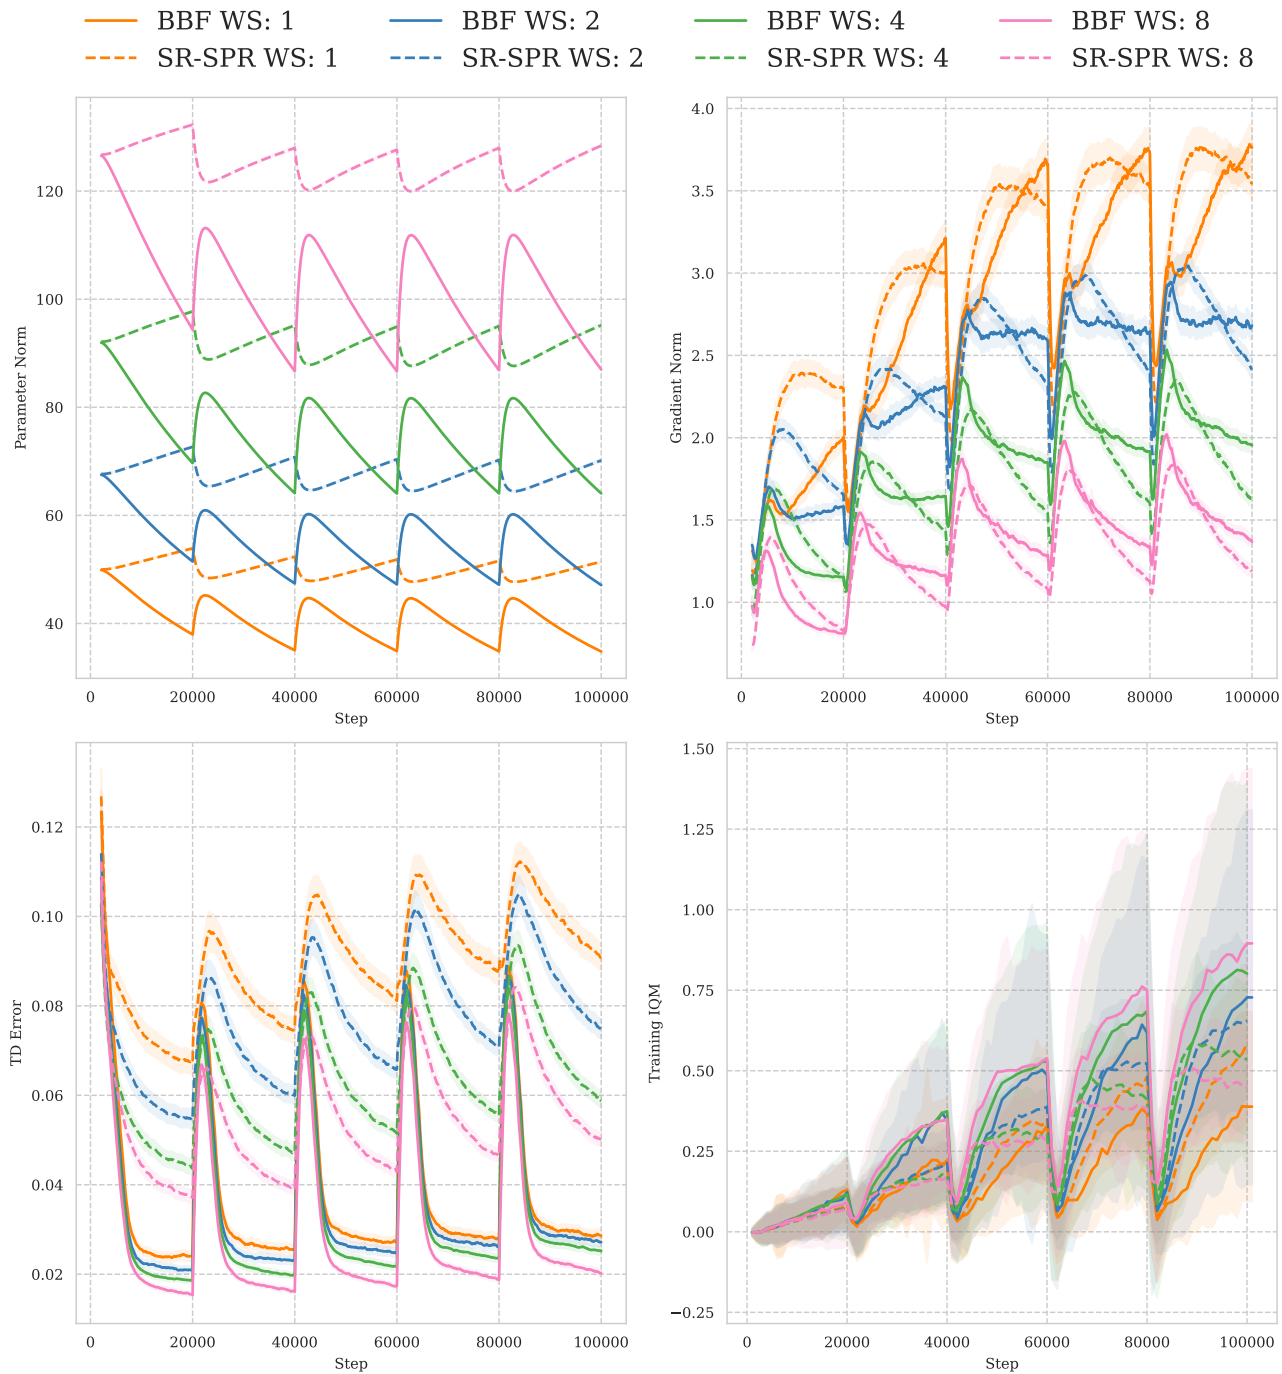 BBF WS: 1
BBF WS: 2
BBF WS: 4
BBF WS: 8
SR-SPR WS: 1
SR-SPR WS: 2
SR-SPR WS: 4
SR-SPR WS: 8
Parameter Norm
120
100
80
60
40
0 20000 40000 60000 80000 100000
Step
Gradient Norm
4.0
3.5
3.0
2.5
2.0
1.5
1.0
0 20000 40000 60000 80000 100000
Step
TD Error
0.12
0.10
0.08
0.06
0.04
0.02
0 20000 40000 60000 80000 100000
Step
Training IQM
1.50
1.25
1.00
0.75
0.50
0.25
0.00
−0.25
0 20000 40000 60000 80000 100000
Step